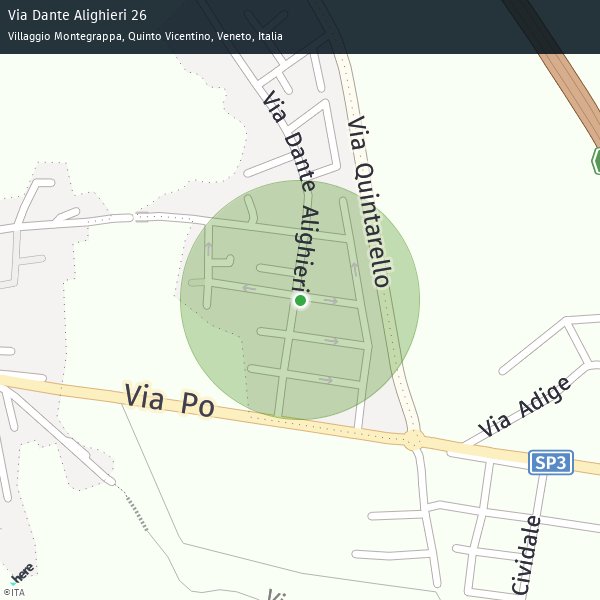 Via Dante Alighieri 26
Villaggio Montegrappa, Quinto Vicentino, Veneto, Italia
Via Dante Alighieri
Via Quintarello
Via Po
Via Adige
SP3
Cividale
here
©ITA